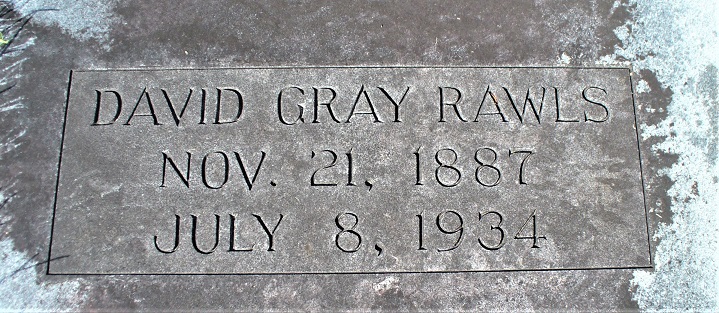 DAVID GRAY RAWLS
NOV. 21, 1887
JULY 8, 1934